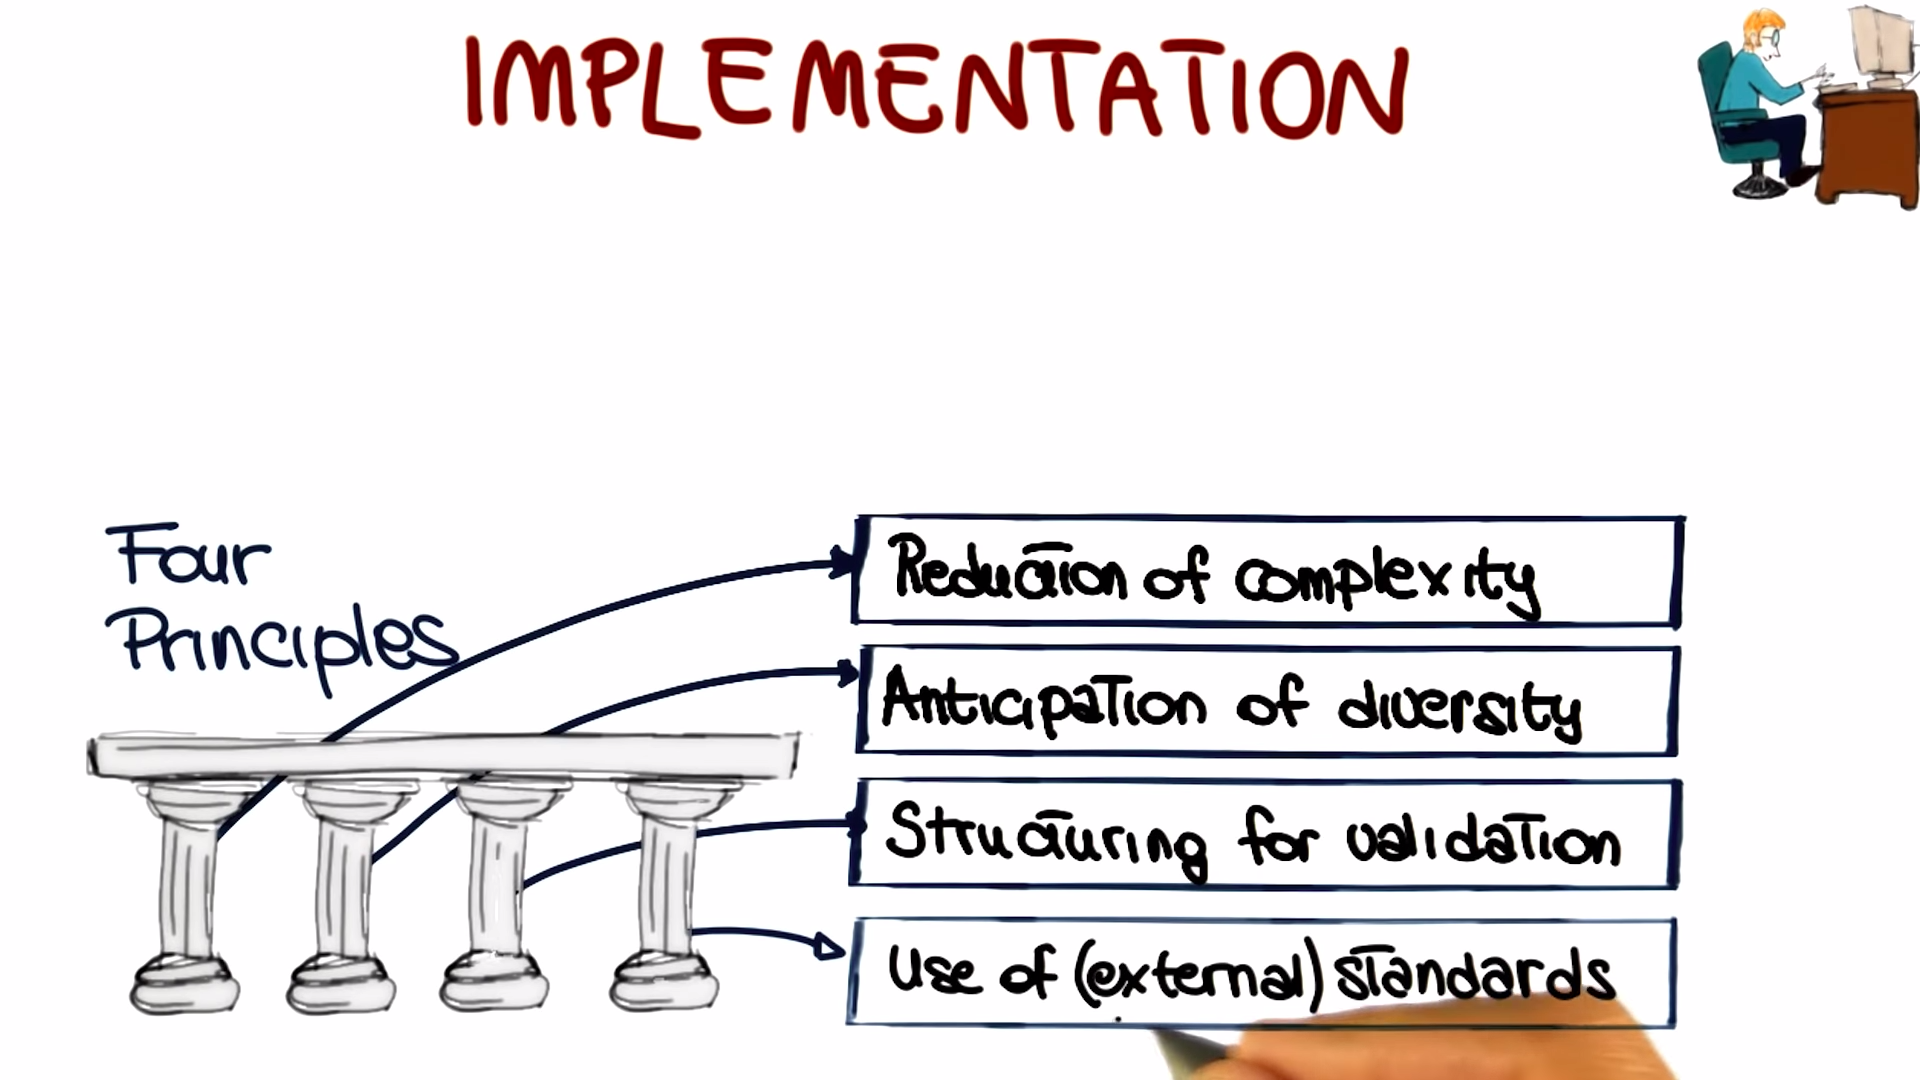 IMPLEMENTATION
Four
Principles
Reduction of complexity
Anticipation of diversity
Structuring for validation
Use of (external) standards